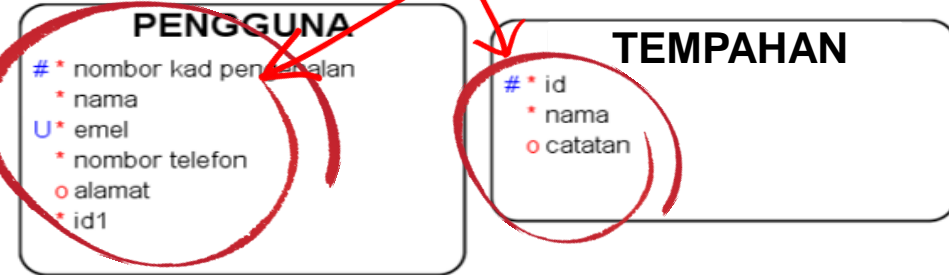 PENGGUNA
# * nombor kad pengenalan
* nama
U * emel
* nombor telefon
o alamat
* id1
TEMPAHAN
# * id
* nama
o catatan